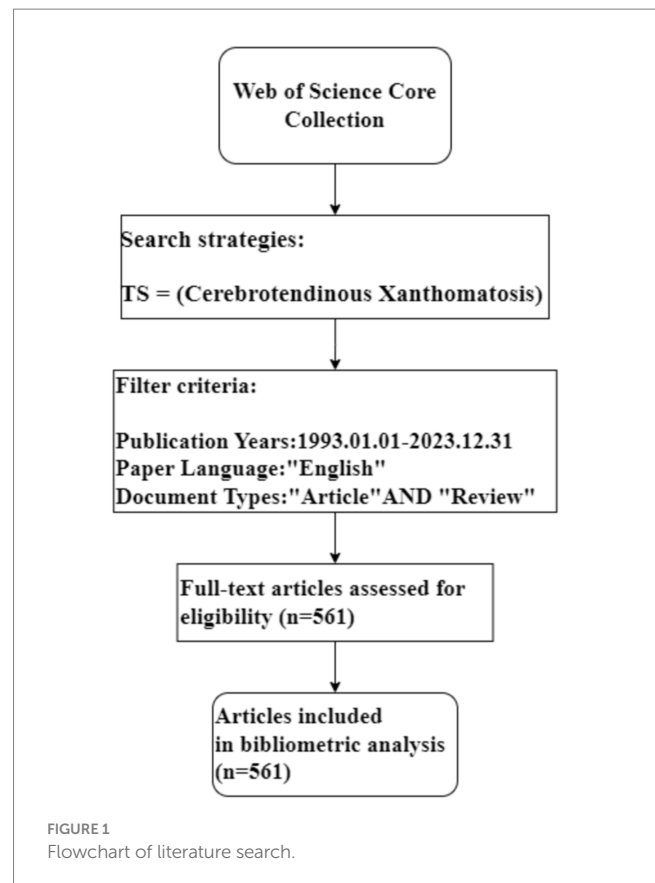 Web of Science Core
Collection
Search strategies:
TS = (Cerebrotendinous Xanthomatosis)
Filter criteria:
Publication Years:1993.01.01-2023.12.31
Paper Language:"English"
Document Types:"Article"AND "Review"
Full-text articles assessed for
eligibility (n=561)
Articles included
in bibliometric analysis
(n=561)
FIGURE 1
Flowchart of literature search.